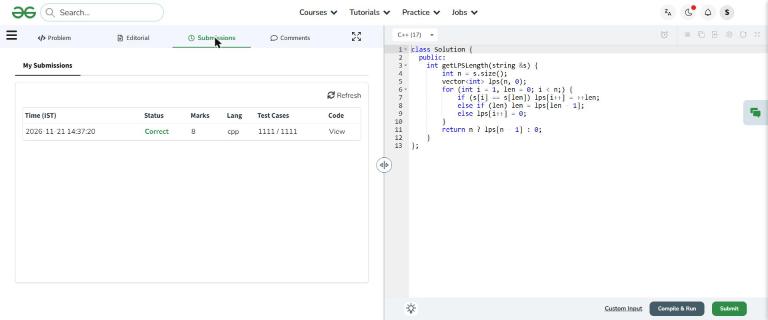 Search...
Courses
Tutorials
Practice
Jobs
S
</> Problem
Editorial
Submissions
Comments
C++ (17)
My Submissions
Refresh
Time (IST) Status Marks Lang Test Cases Code
2026-11-21 14:37:20 Correct 8 cpp 1111 / 1111 View
1 class Solution {
2 public:
3 int getLPSLength(string &s) {
4 int n = s.size();
5 vector<int> lps(n, 0);
6 for (int i = 1, len = 0; i < n;) {
7 if (s[i] == s[len]) lps[i++] = ++len;
8 else if (len) len = lps[len - 1];
9 else lps[i++] = 0;
10 }
11 return n ? lps[n - 1] : 0;
12 }
13 };
Custom Input
Compile & Run
Submit